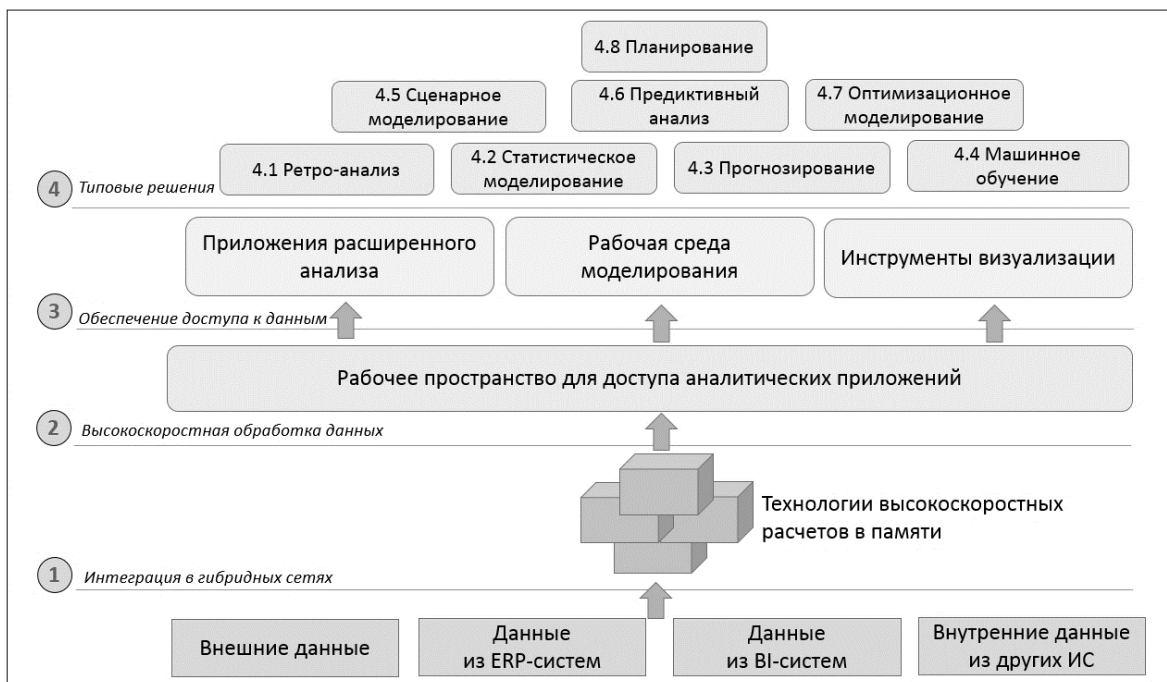 4.8 Планирование
4.5 Сценарное
моделирование
4.6 Предиктивный
анализ
4.7 Оптимизационное
моделирование
4.1 Ретро-анализ
4.2 Статистическое
моделирование
4.3 Прогнозирование
4.4 Машинное
обучение
4 Типовые решения
Приложения расширенного
анализа
Рабочая среда
моделирования
Инструменты визуализации
3 Обеспечение доступа к данным
Рабочее пространство для доступа аналитических приложений
2 Высокоскоростная обработка данных
Технологии высокоскоростных
расчетов в памяти
1 Интеграция в гибридных сетях
Внешние данные
Данные
из ERP-систем
Данные
из BI-систем
Внутренние данные
из других ИС